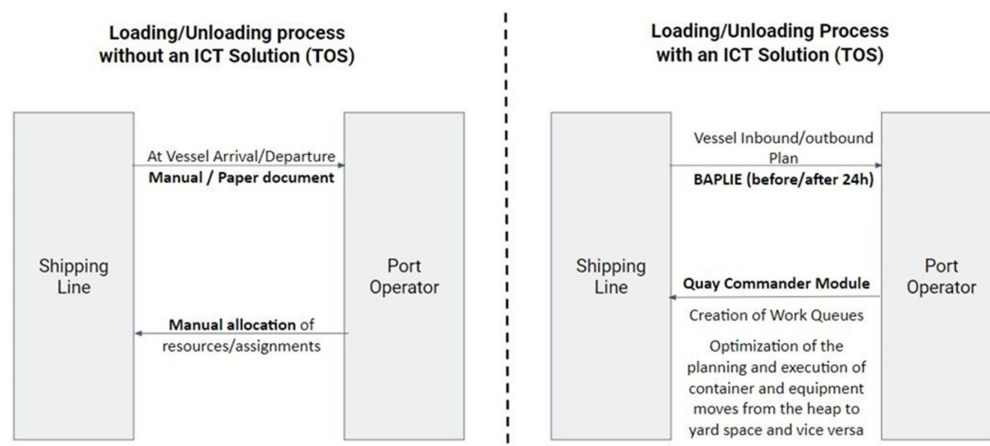 Loading/Unloading process
without an ICT Solution (TOS)
Shipping
Line
At Vessel Arrival/Departure
Manual / Paper document
Manual allocation of
resources/assignments
Port
Operator
Loading/Unloading Process
with an ICT Solution (TOS)
Shipping
Line
Vessel Inbound/outbound
Plan
BAPLIE (before/after 24h)
Quay Commander Module
Creation of Work Queues
Optimization of the
planning and execution of
container and equipment
moves from the heap to
yard space and vice versa
Port
Operator